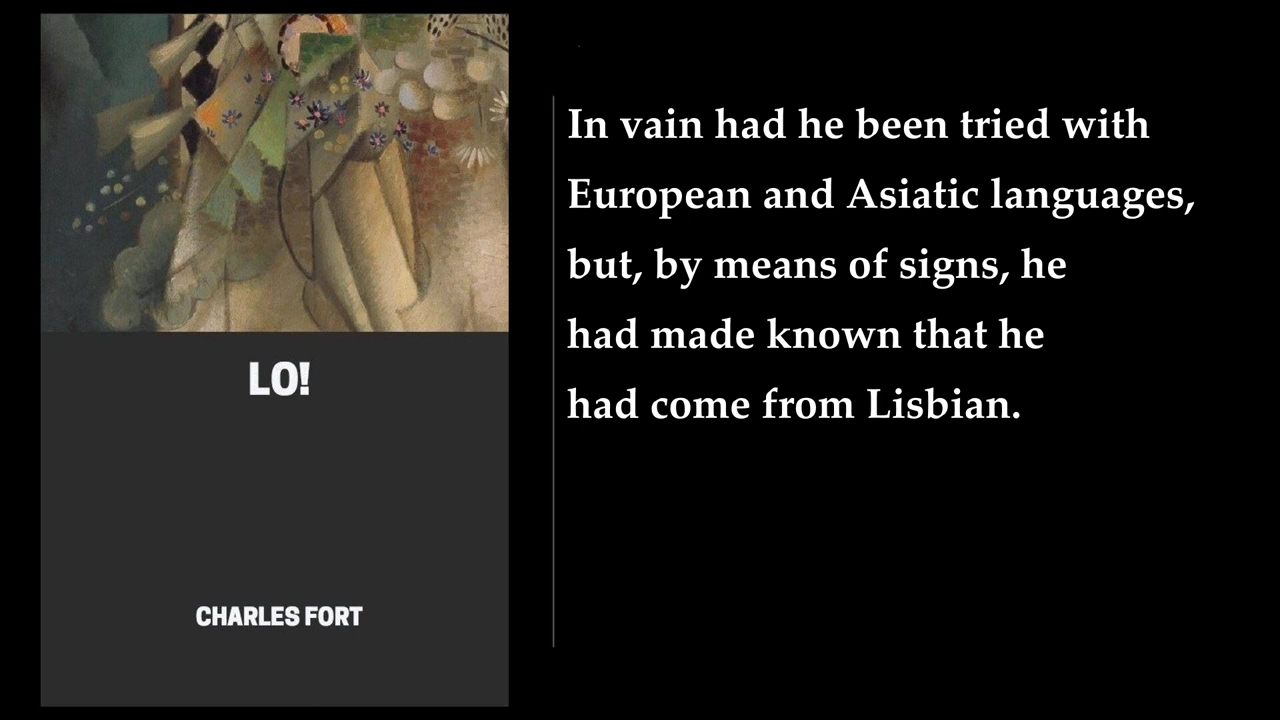 LO!
CHARLES FORT
In vain had he been tried with
European and Asiatic languages,
but, by means of signs, he
had made known that he
had come from Lisbian.